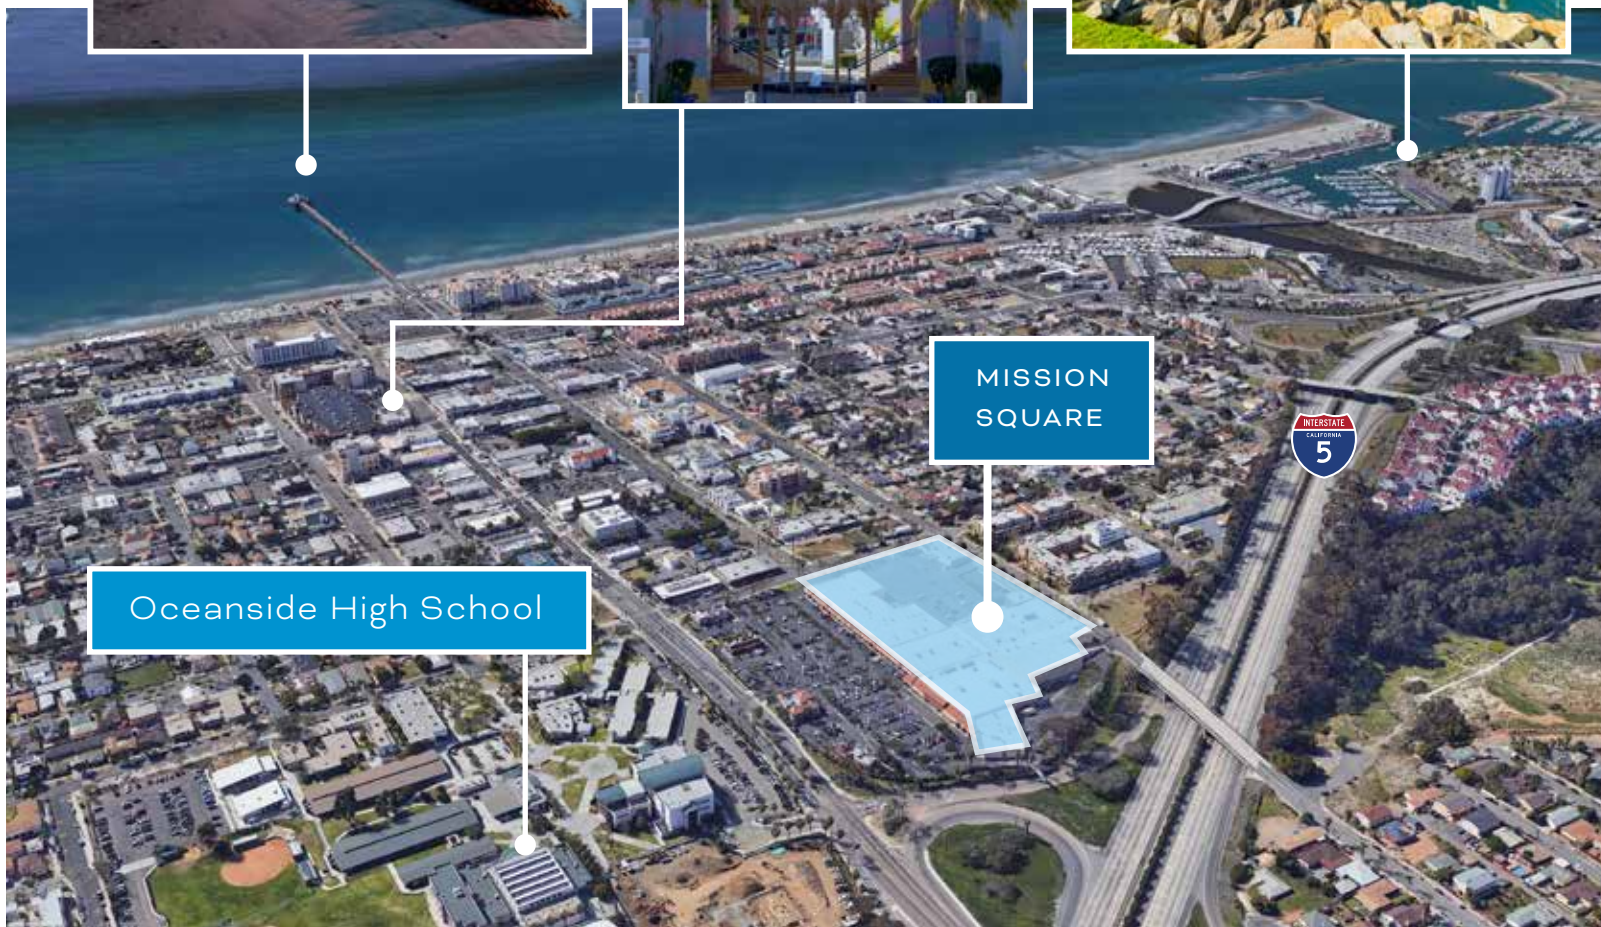 MISSION
SQUARE
INTERSTATE
CALIFORNIA
5
Oceanside High School